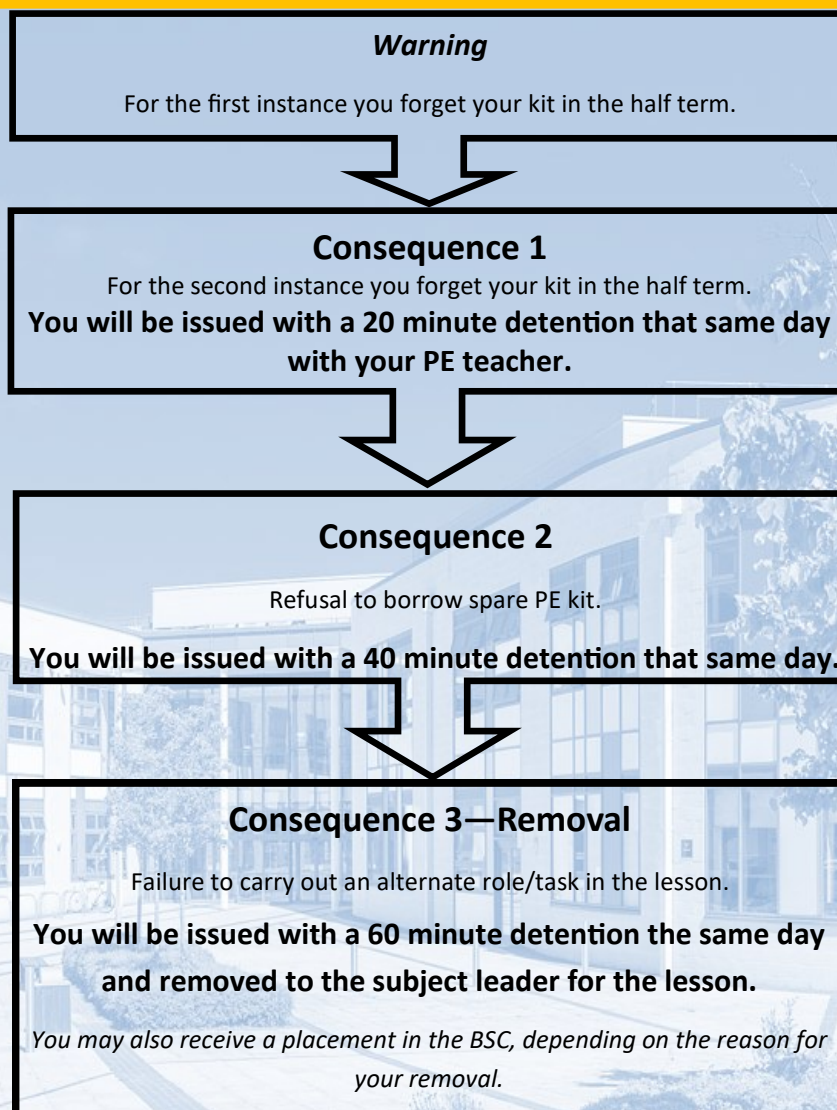 Warning
For the first instance you forget your kit in the half term.
Consequence 1
For the second instance you forget your kit in the half term.
You will be issued with a 20 minute detention that same day
with your PE teacher.
Consequence 2
Refusal to borrow spare PE kit.
You will be issued with a 40 minute detention that same day.
Consequence 3—Removal
Failure to carry out an alternate role/task in the lesson.
You will be issued with a 60 minute detention the same day
and removed to the subject leader for the lesson.
You may also receive a placement in the BSC, depending on the reason for
your removal.